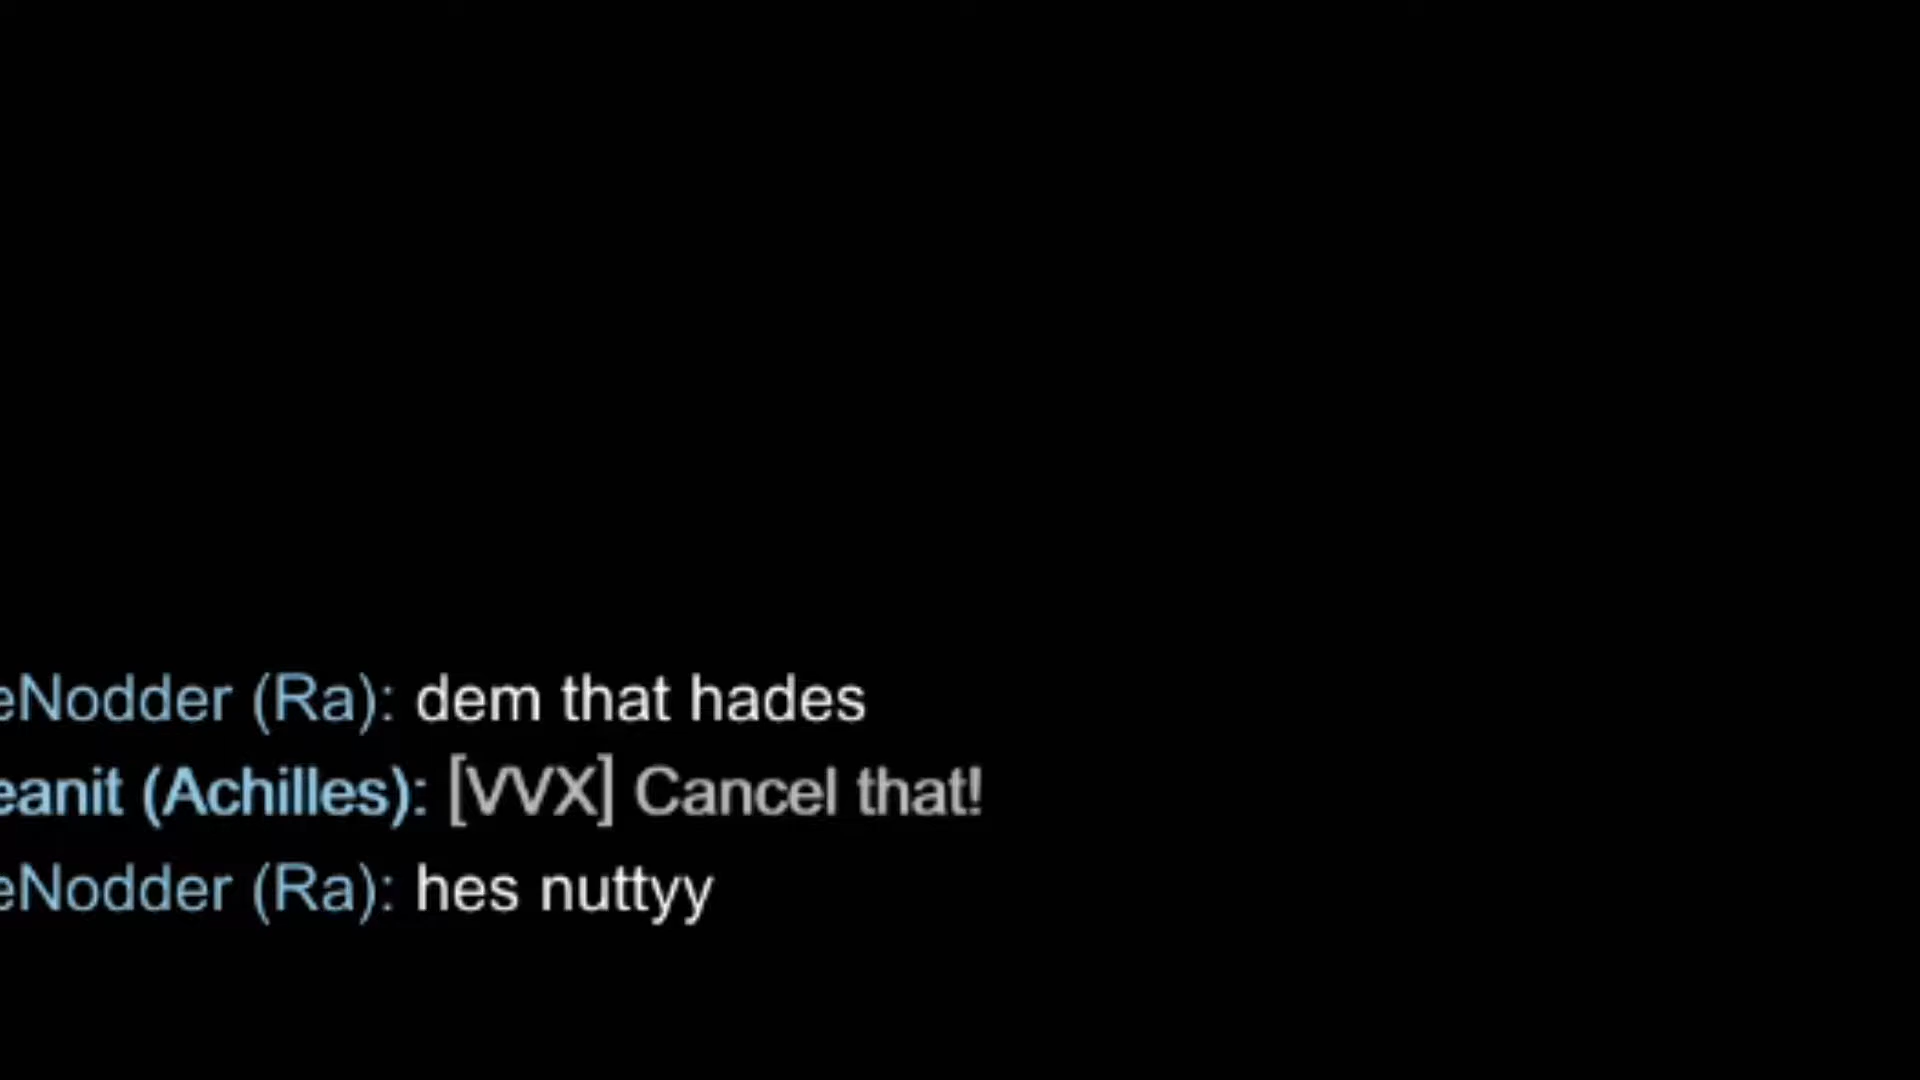 eNodder (Ra): dem that hades
eanit (Achilles): [VVX] Cancel that!
eNodder (Ra): hes nuttyy